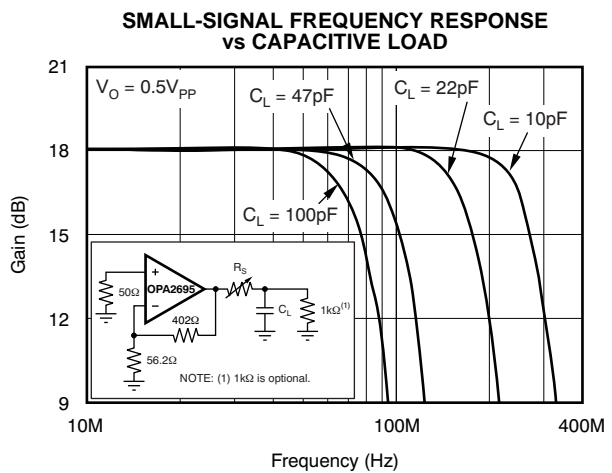 SMALL-SIGNAL FREQUENCY RESPONSE
vs CAPACITIVE LOAD
21
18
15
12
9
Gain (dB)
V_O = 0.5V_PP
C_L = 47pF
C_L = 22pF
C_L = 10pF
C_L = 100pF
+
OPA2695
−
50Ω
402Ω
56.2Ω
R_S
C_L
1kΩ(1)
NOTE: (1) 1kΩ is optional.
10M
100M
400M
Frequency (Hz)